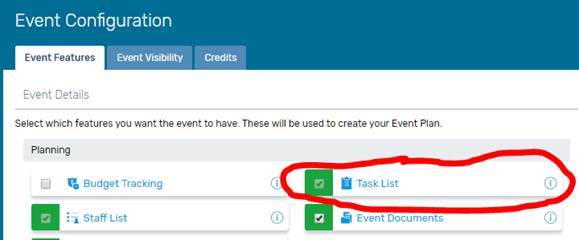 Event Configuration
Event Features Event Visibility Credits
Event Details
Select which features you want the event to have. These will be used to create your Event Plan.
Planning
Budget Tracking Task List
Staff List Event Documents